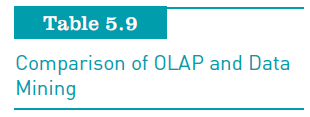 Table 5.9
Comparison of OLAP and Data
Mining